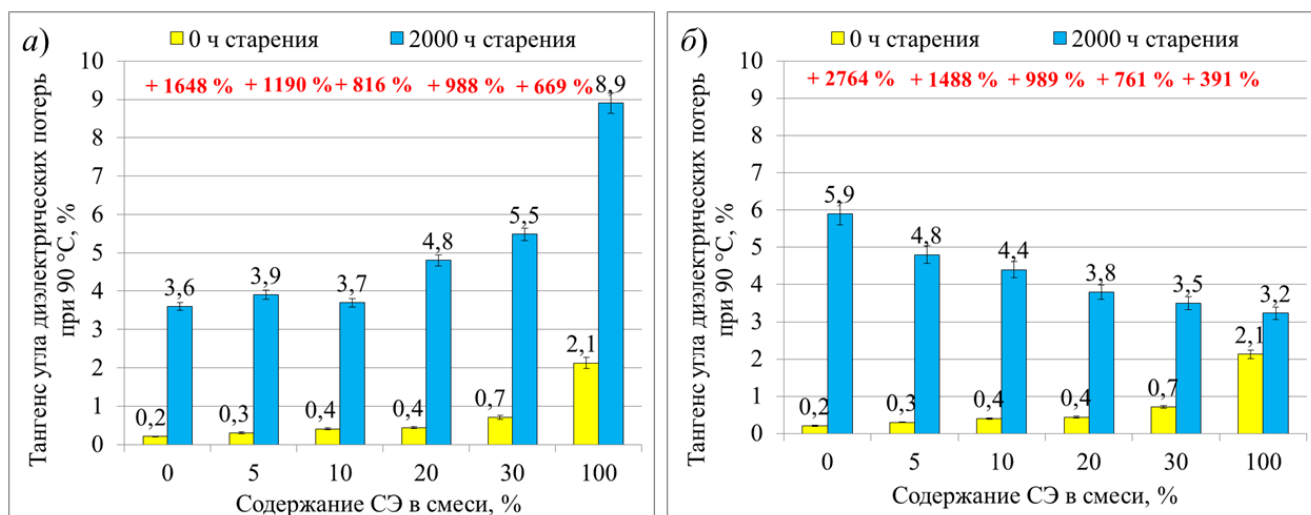 а)
0 ч старения
2000 ч старения
Тангенс угла диэлектрических потерь
при 90 °C, %
10
9
8
7
6
5
4
3
2
1
0
+ 1648 %
+ 1190 %
+ 816 %
+ 988 %
+ 669 %
3,6
3,9
3,7
4,8
5,5
8,9
0,2
0,3
0,4
0,4
0,7
2,1
0
5
10
20
30
100
Содержание СЭ в смеси, %
б)
0 ч старения
2000 ч старения
Тангенс угла диэлектрических потерь
при 90 °C, %
10
9
8
7
6
5
4
3
2
1
0
+ 2764 %
+ 1488 %
+ 989 %
+ 761 %
+ 391 %
5,9
4,8
4,4
3,8
3,5
3,2
0,2
0,3
0,4
0,4
0,7
2,1
0
5
10
20
30
100
Содержание СЭ в смеси, %